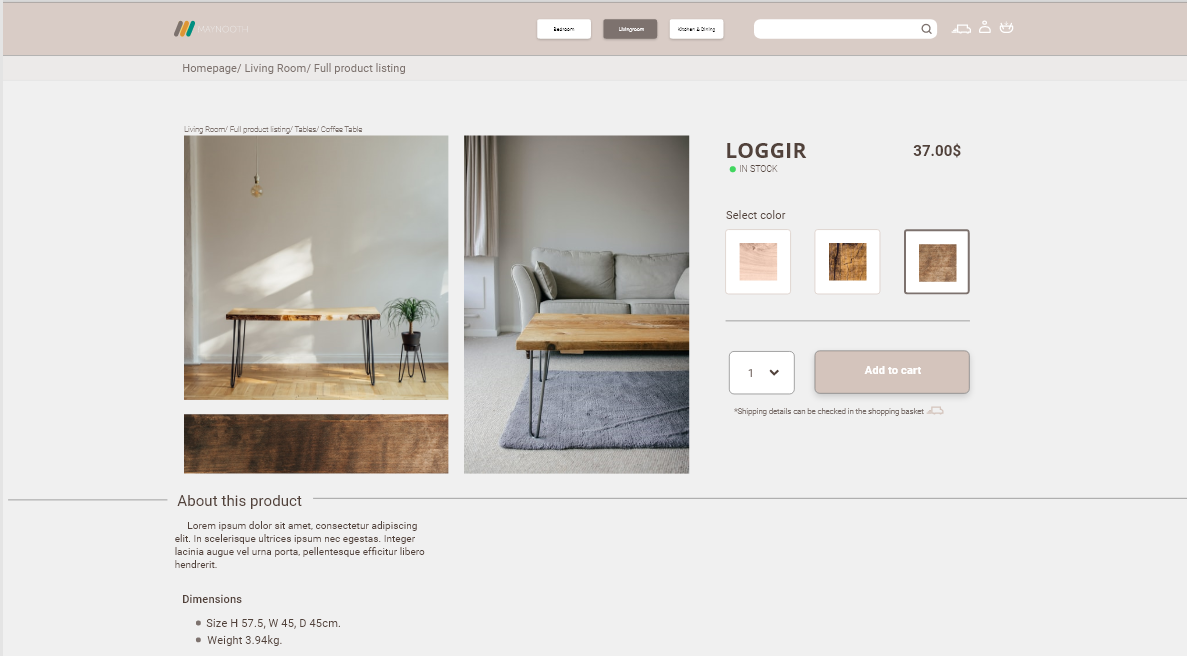 MAYNOOTH
Bedroom
Livingroom
Kitchen & Dining
Homepage/ Living Room/ Full product listing
Living Room/ Full product listing/ Tables/ Coffee Table
LOGGIR
37.00$
IN STOCK
Select color
1
Add to cart
*Shipping details can be checked in the shopping basket
About this product
Lorem ipsum dolor sit amet, consectetur adipiscing
elit. In scelerisque ultrices ipsum nec egestas. Integer
lacinia augue vel urna porta, pellentesque efficitur libero
hendrerit.
Dimensions
Size H 57.5, W 45, D 45cm.
Weight 3.94kg.